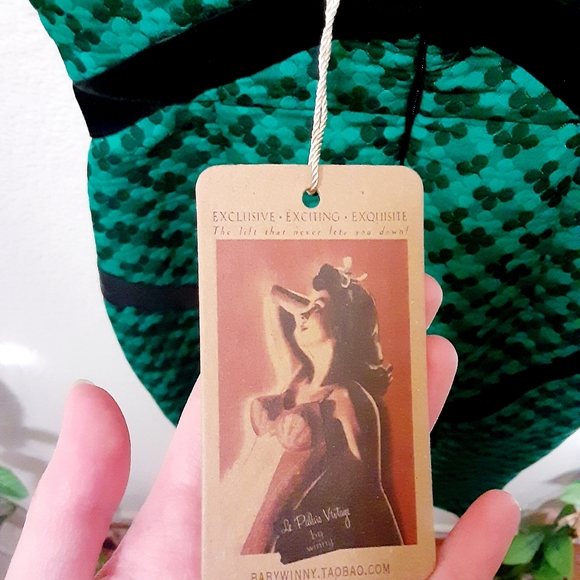 EXCLUSIVE • EXCITING • EXQUISITE
The lift that never lets you down!
Le Palais Vintage
by
winny
BABYWINNY.TAOBAO.COM